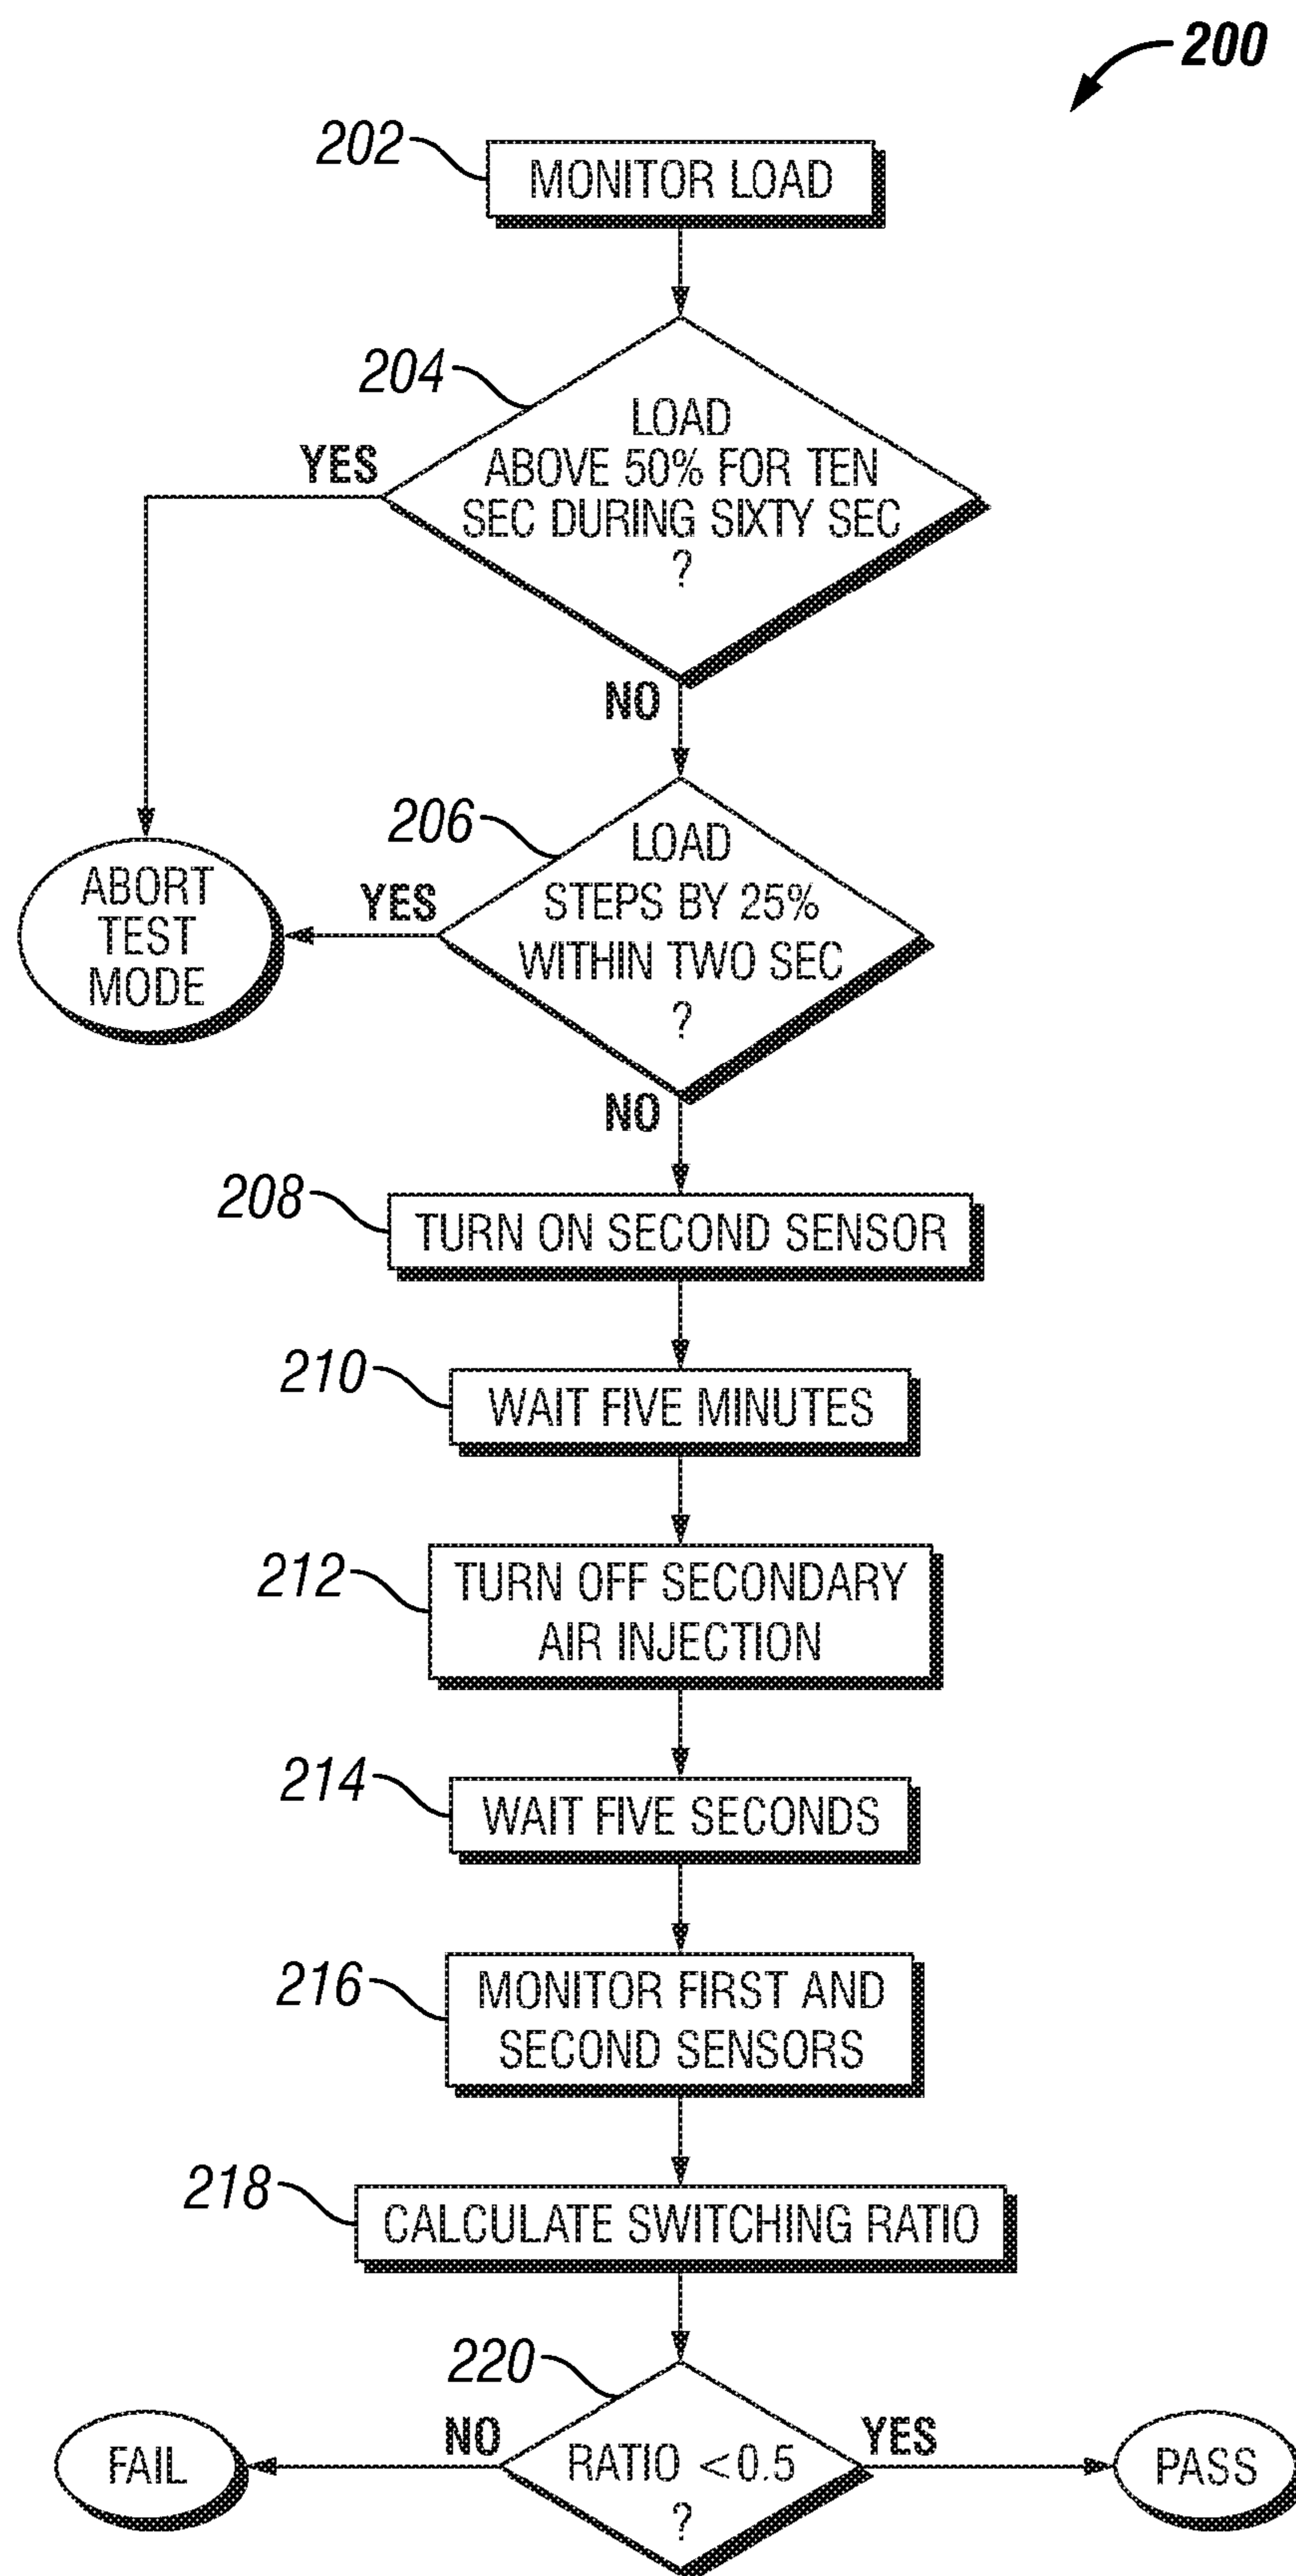 200
202
MONITOR LOAD
204
LOAD
ABOVE 50% FOR TEN
SEC DURING SIXTY SEC
?
YES
NO
206
LOAD
STEPS BY 25%
WITHIN TWO SEC
?
YES
ABORT
TEST
MODE
NO
208
TURN ON SECOND SENSOR
210
WAIT FIVE MINUTES
212
TURN OFF SECONDARY
AIR INJECTION
214
WAIT FIVE SECONDS
216
MONITOR FIRST AND
SECOND SENSORS
218
CALCULATE SWITCHING RATIO
220
RATIO <0.5
?
NO
FAIL
YES
PASS